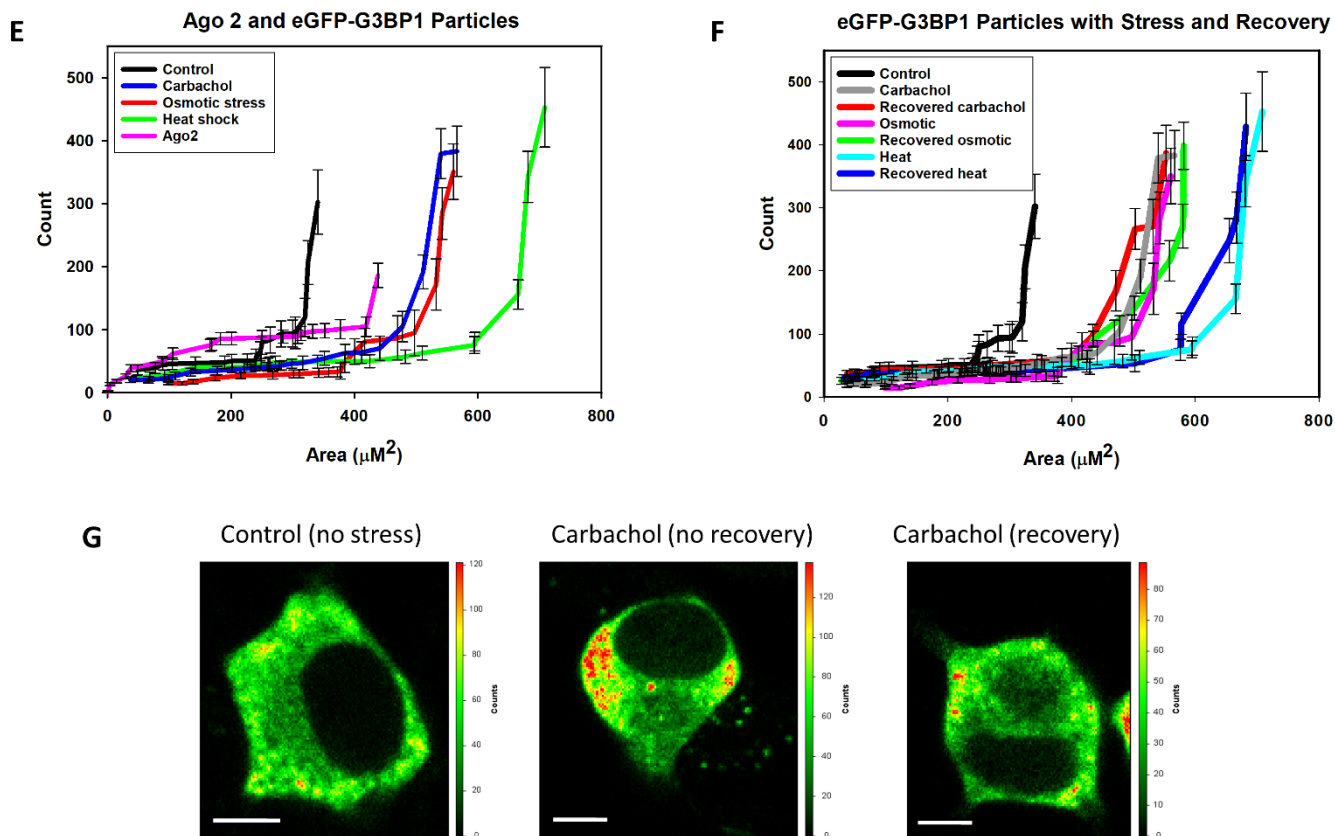 E
Ago 2 and eGFP-G3BP1 Particles
Control
Carbachol
Osmotic stress
Heat shock
Ago2
Count
500
400
300
200
100
0
0 200 400 600 800
Area (μM²)
F
eGFP-G3BP1 Particles with Stress and Recovery
Control
Carbachol
Recovered carbachol
Osmotic
Recovered osmotic
Heat
Recovered heat
Count
500
400
300
200
100
0
0 200 400 600 800
Area (μM²)
G
Control (no stress)
120
100
80
60
40
20
0
Counts
Carbachol (no recovery)
120
100
80
60
40
20
0
Counts
Carbachol (recovery)
80
70
60
50
40
30
20
10
0
Counts